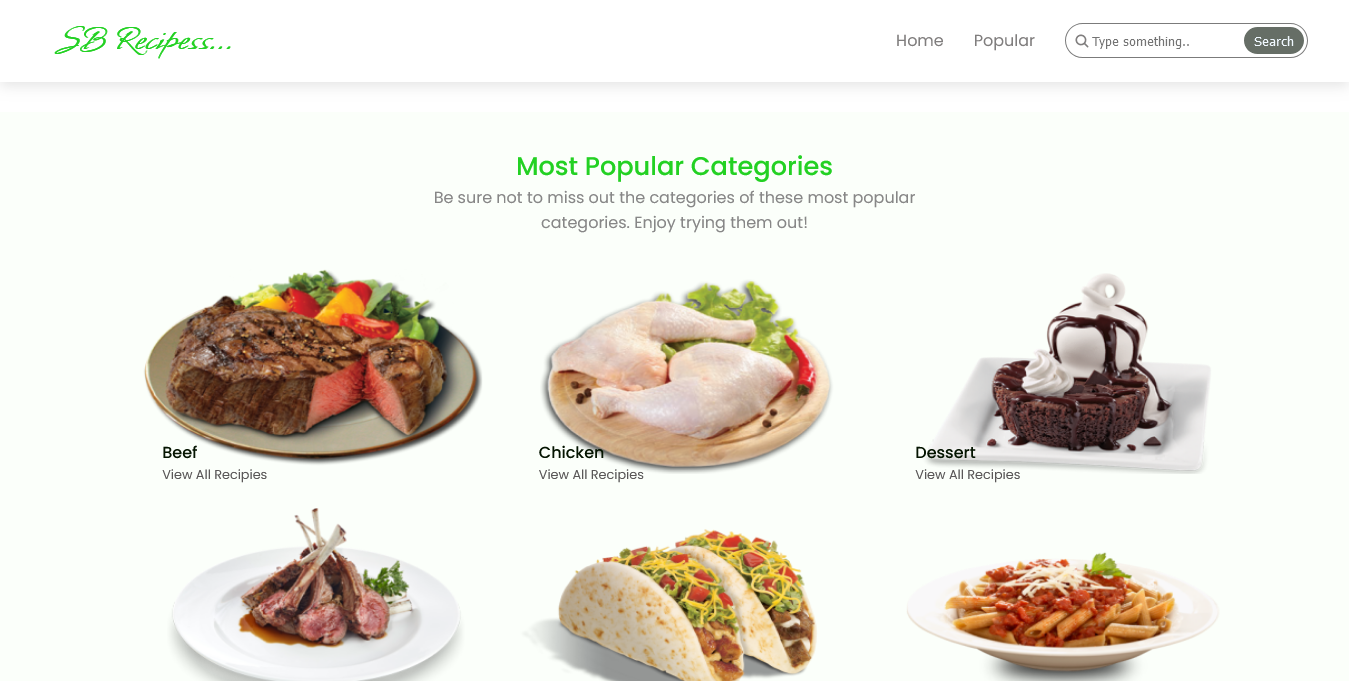 SB Recipess...
Home
Popular
Type something..
Search
Most Popular Categories
Be sure not to miss out the categories of these most popular
categories. Enjoy trying them out!
Beef
View All Recipies
Chicken
View All Recipies
Dessert
View All Recipies